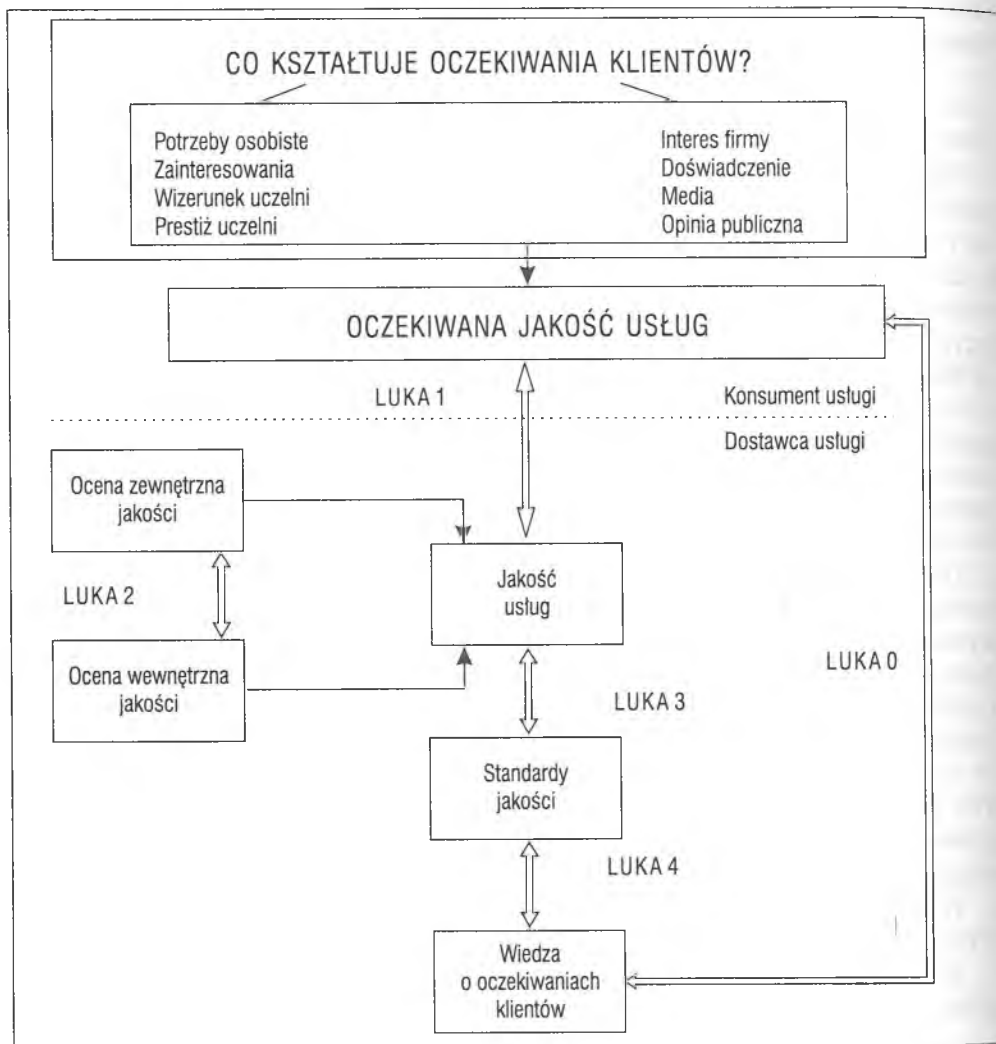 CO KSZTAŁTUJE OCZEKIWANIA KLIENTÓW?
Potrzeby osobiste
Zainteresowania
Wizerunek uczelni
Prestiż uczelni
Interes firmy
Doświadczenie
Media
Opinia publiczna
OCZEKIWANA JAKOŚĆ USŁUG
LUKA 1
Konsument usługi
Dostawca usługi
Ocena zewnętrzna
jakości
LUKA 2
Ocena wewnętrzna
jakości
Jakość
usług
LUKA 0
LUKA 3
Standardy
jakości
LUKA 4
Wiedza
o oczekiwaniach
klientów